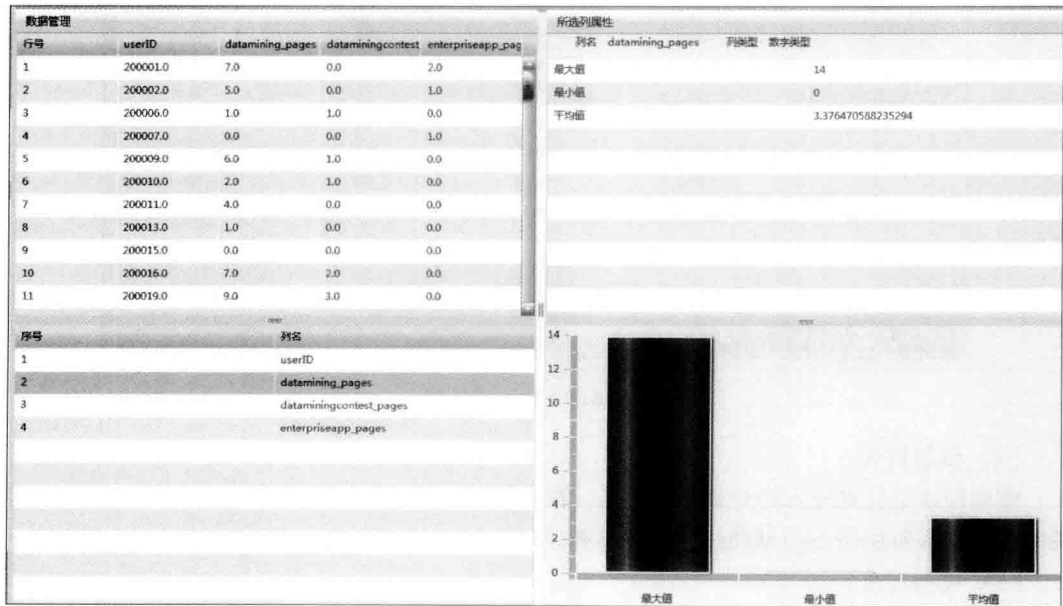 数据管理
行号 userID datamining_pages dataminingcontest enterpriseapp_pag
1 200001.0 7.0 0.0 2.0
2 200002.0 5.0 0.0 1.0
3 200006.0 1.0 1.0 0.0
4 200007.0 0.0 0.0 1.0
5 200009.0 6.0 1.0 0.0
6 200010.0 2.0 1.0 0.0
7 200011.0 4.0 0.0 0.0
8 200013.0 1.0 0.0 0.0
9 200015.0 0.0 0.0 0.0
10 200016.0 7.0 2.0 0.0
11 200019.0 9.0 3.0 0.0
所选列属性
列名 datamining_pages 列类型 数字类型
最大值 14
最小值 0
平均值 3.376470588235294
序号 列名
1 userID
2 datamining_pages
3 dataminingcontest_pages
4 enterpriseapp_pages
14
12
10
8
6
4
2
0
最大值 最小值 平均值